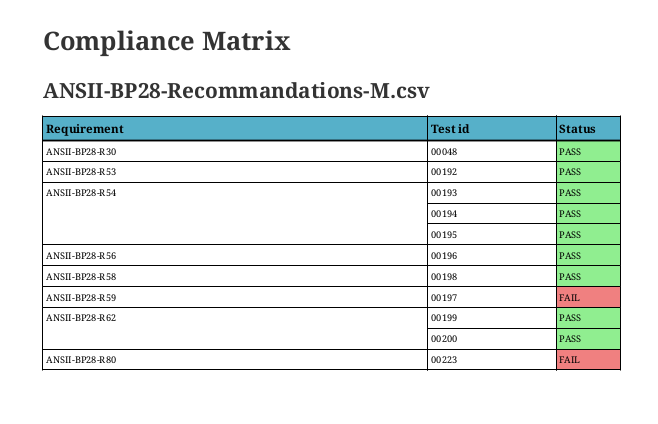 Compliance Matrix
ANSII-BP28-Recommandations-M.csv
Requirement Test id Status
ANSII-BP28-R30 00048 PASS
ANSII-BP28-R53 00192 PASS
ANSII-BP28-R54 00193 PASS
00194 PASS
00195 PASS
ANSII-BP28-R56 00196 PASS
ANSII-BP28-R58 00198 PASS
ANSII-BP28-R59 00197 FAIL
ANSII-BP28-R62 00199 PASS
00200 PASS
ANSII-BP28-R80 00223 FAIL